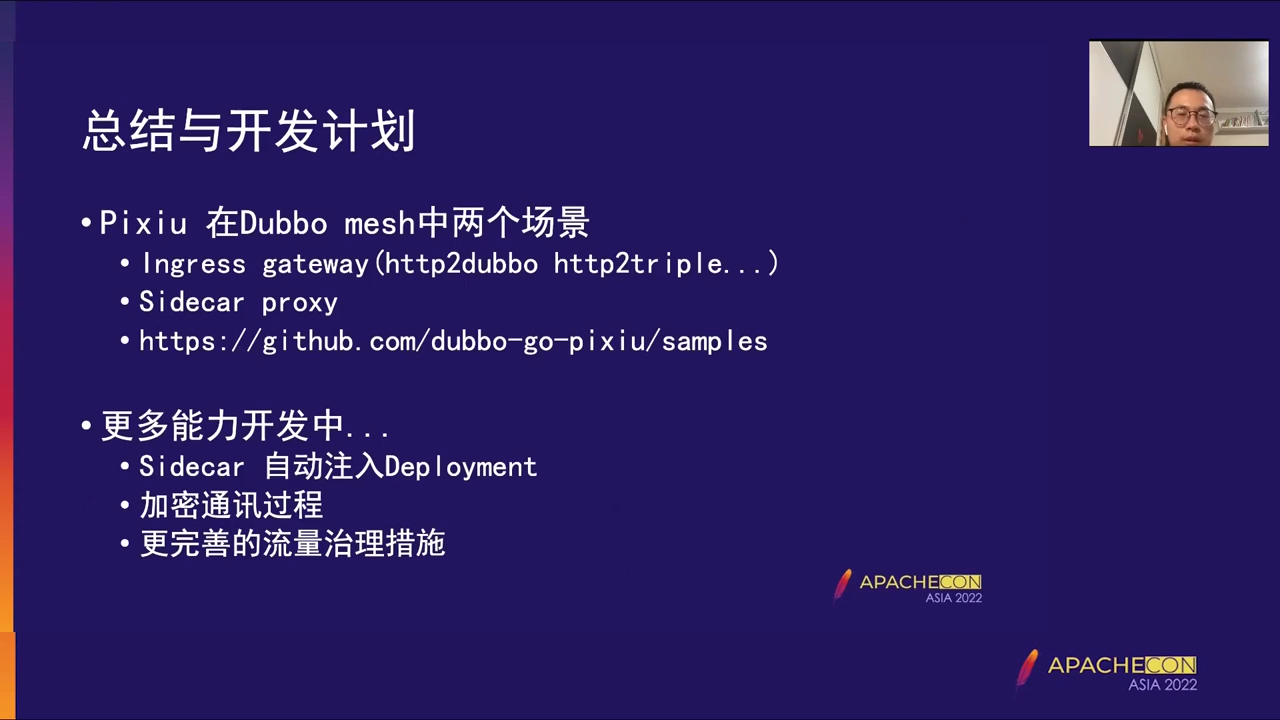 总结与开发计划
•Pixiu 在Dubbo mesh中两个场景
•Ingress gateway(http2dubbo http2triple...)
•Sidecar proxy
•https://github.com/dubbo-go-pixiu/samples
•更多能力开发中...
•Sidecar 自动注入Deployment
•加密通讯过程
•更完善的流量治理措施
APACHECON
ASIA 2022
APACHECON
ASIA 2022